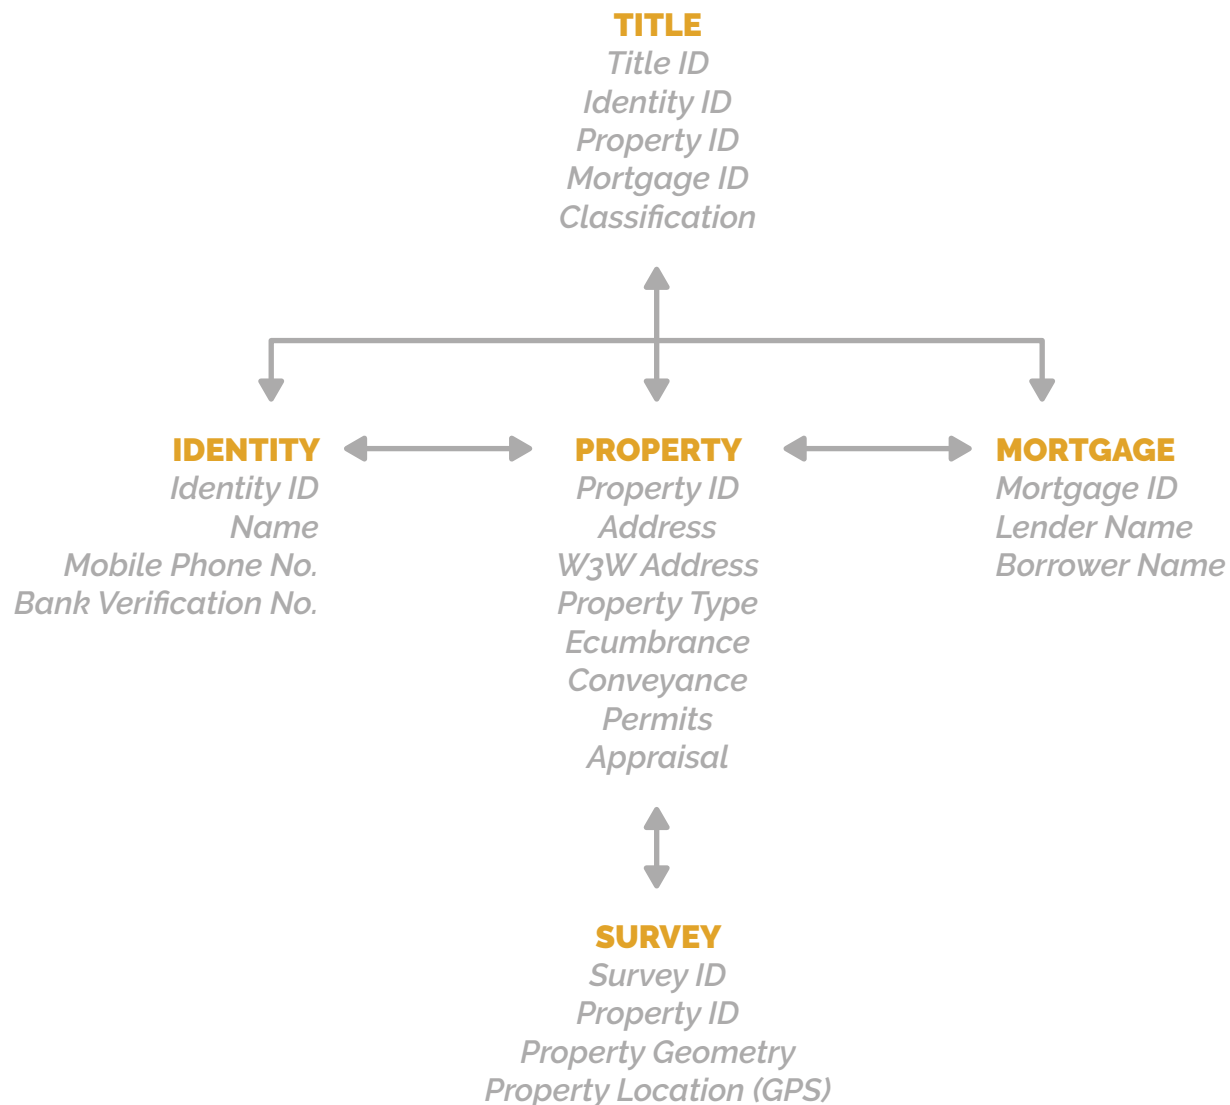 TITLE
Title ID
Identity ID
Property ID
Mortgage ID
Classification
IDENTITY
Identity ID
Name
Mobile Phone No.
Bank Verification No.
PROPERTY
Property ID
Address
W3W Address
Property Type
Ecumbrance
Conveyance
Permits
Appraisal
MORTGAGE
Mortgage ID
Lender Name
Borrower Name
SURVEY
Survey ID
Property ID
Property Geometry
Property Location (GPS)